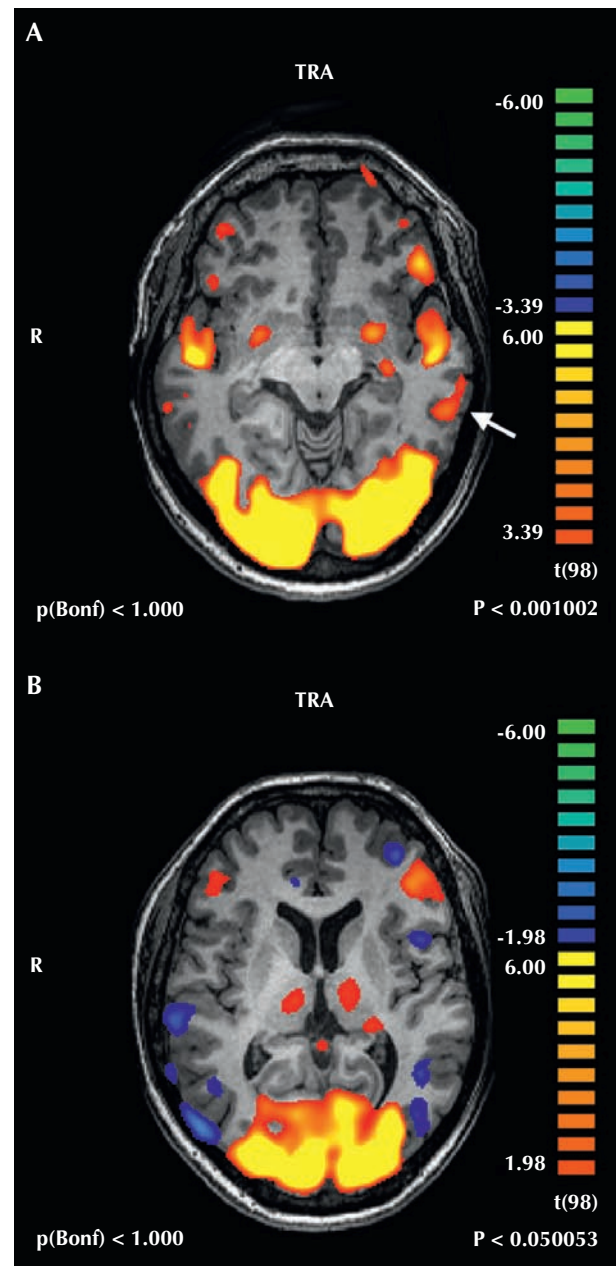 A
TRA
-6.00
R
-3.39
6.00
3.39
t(98)
p(Bonf) < 1.000
P < 0.001002
B
TRA
-6.00
R
-1.98
6.00
1.98
t(98)
p(Bonf) < 1.000
P < 0.050053